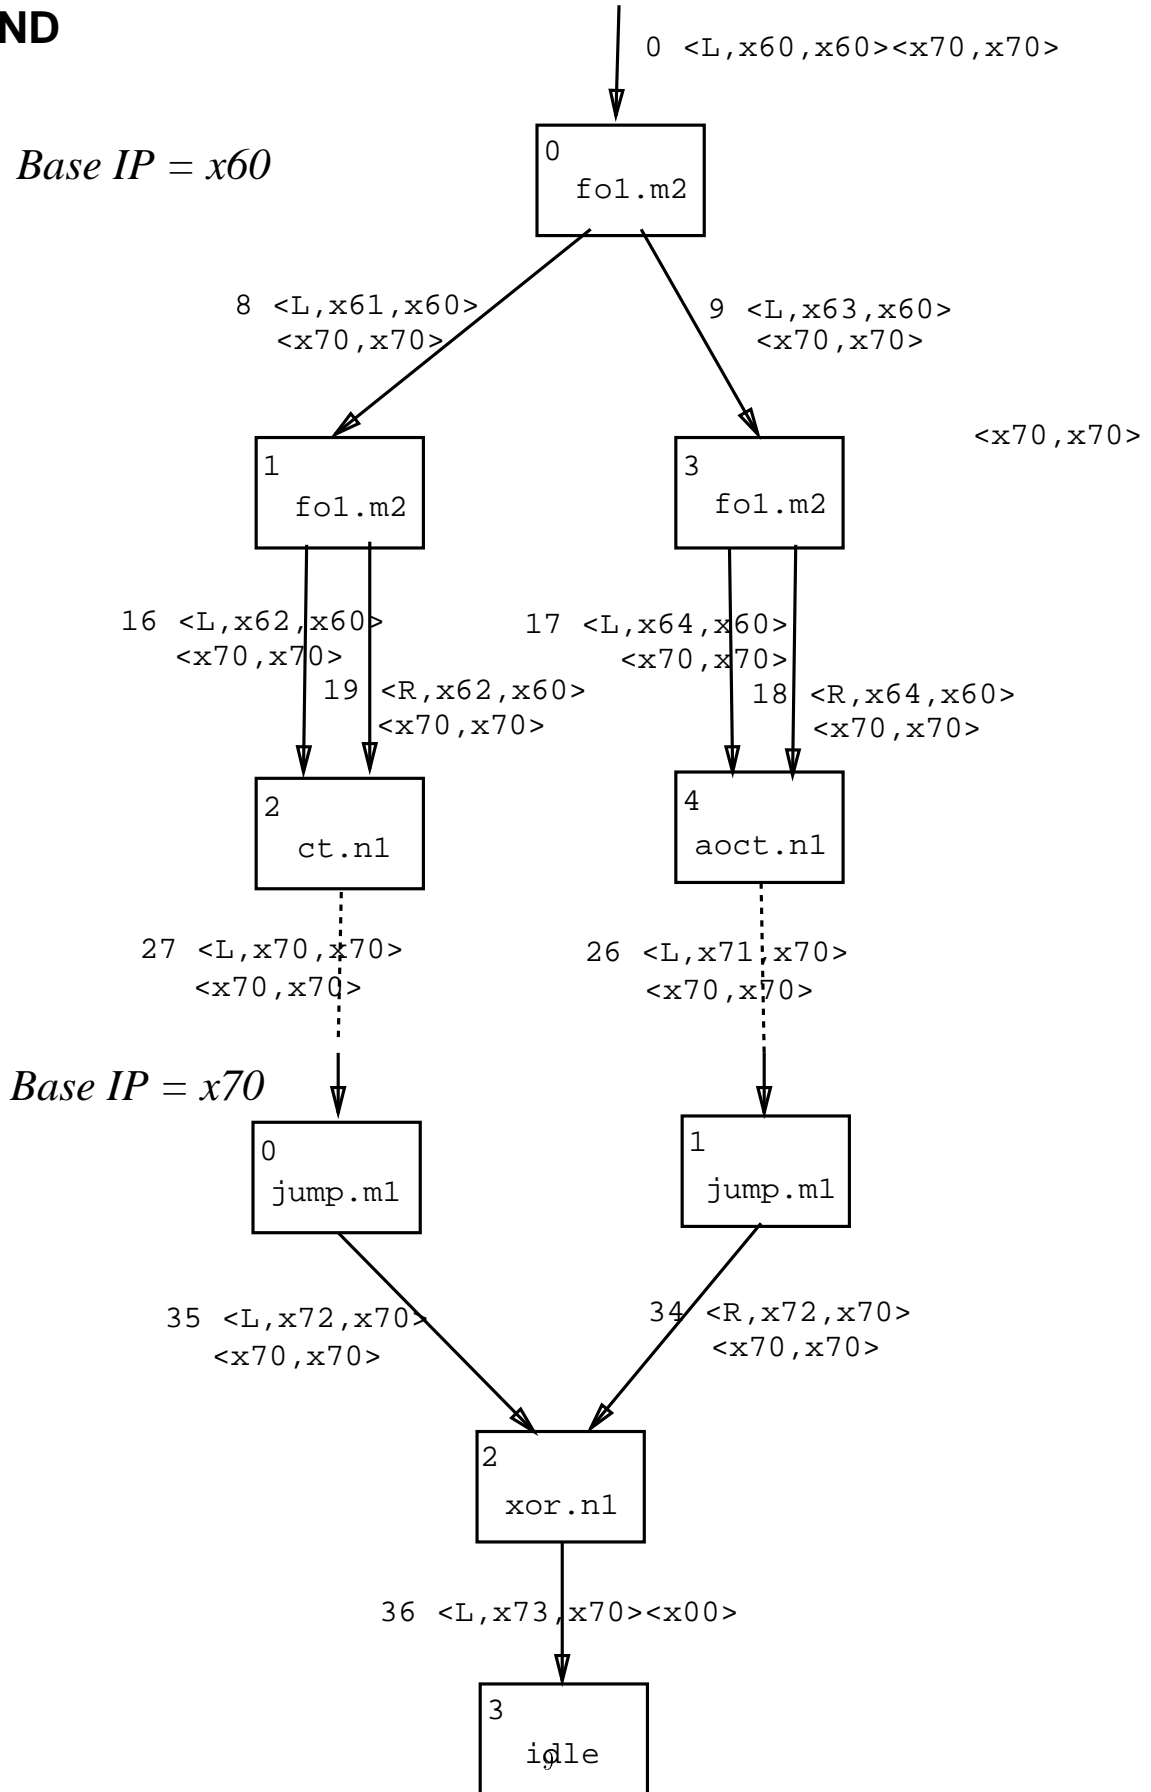 ND
0 <L,x60,x60><x70,x70>
Base IP = x60
0
fo1.m2
8 <L,x61,x60>
<x70,x70>
9 <L,x63,x60>
<x70,x70>
<x70,x70>
1
fo1.m2
3
fo1.m2
16 <L,x62,x60>
<x70,x70>
17 <L,x64,x60>
<x70,x70>
19 <R,x62,x60>
<x70,x70>
18 <R,x64,x60>
<x70,x70>
2
ct.n1
4
aoct.n1
27 <L,x70,x70>
<x70,x70>
26 <L,x71,x70>
<x70,x70>
Base IP = x70
0
jump.m1
1
jump.m1
35 <L,x72,x70>
<x70,x70>
34 <R,x72,x70>
<x70,x70>
2
xor.n1
36 <L,x73,x70><x00>
3
idle
9